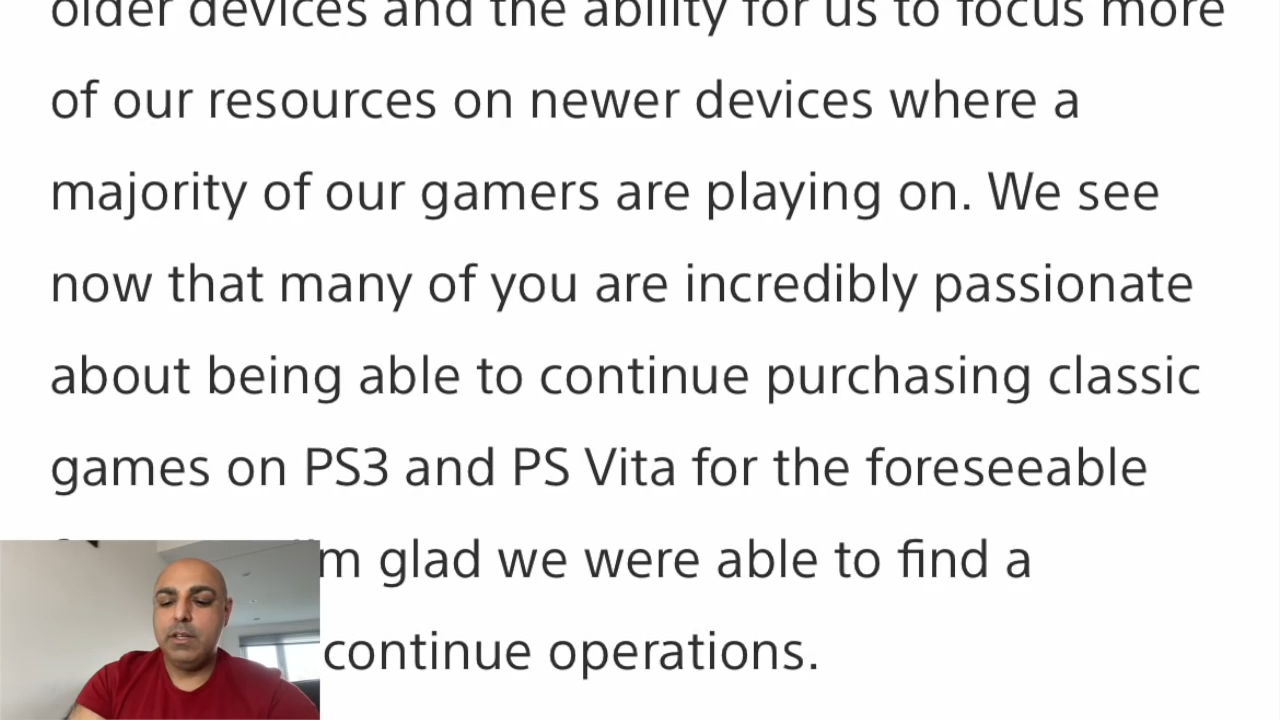 older devices and the ability for us to focus more
of our resources on newer devices where a
majority of our gamers are playing on. We see
now that many of you are incredibly passionate
about being able to continue purchasing classic
games on PS3 and PS Vita for the foreseeable
glad we were able to find a
continue operations.